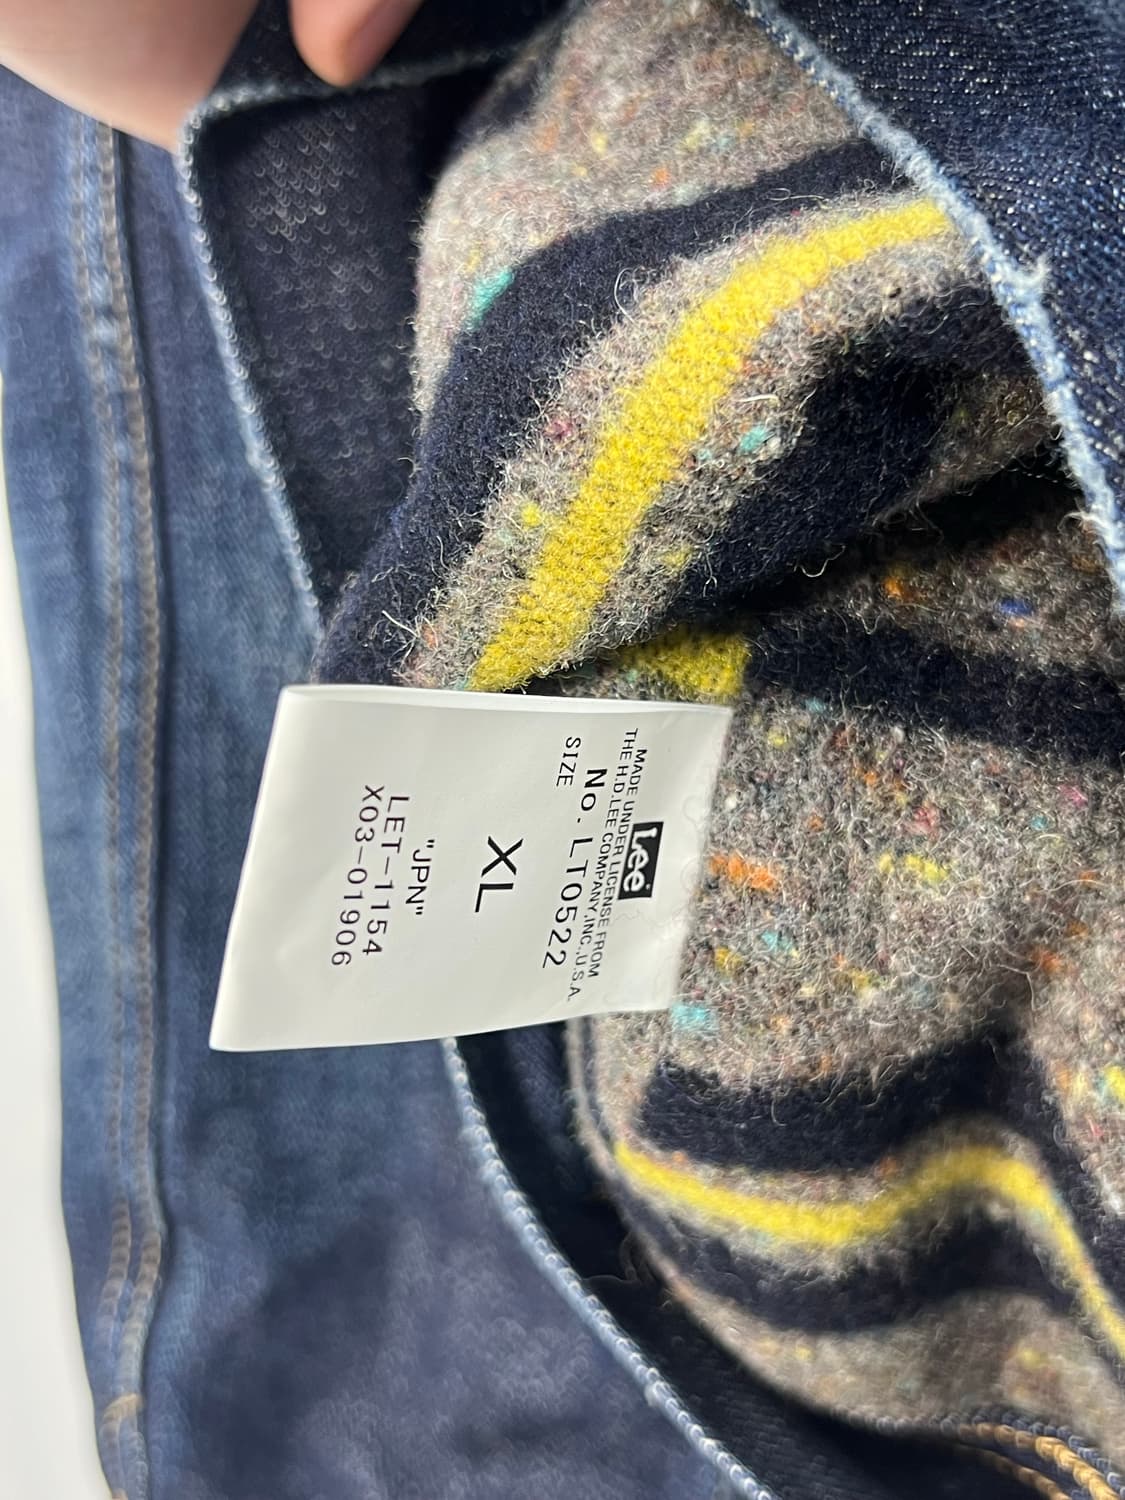 Lee
MADE UNDER LICENSE FROM
THE H.D.LEE COMPANY,INC.,U.S.A.
No. LT0522
SIZE
XL
"JPN"
LET-1154
X03-01906